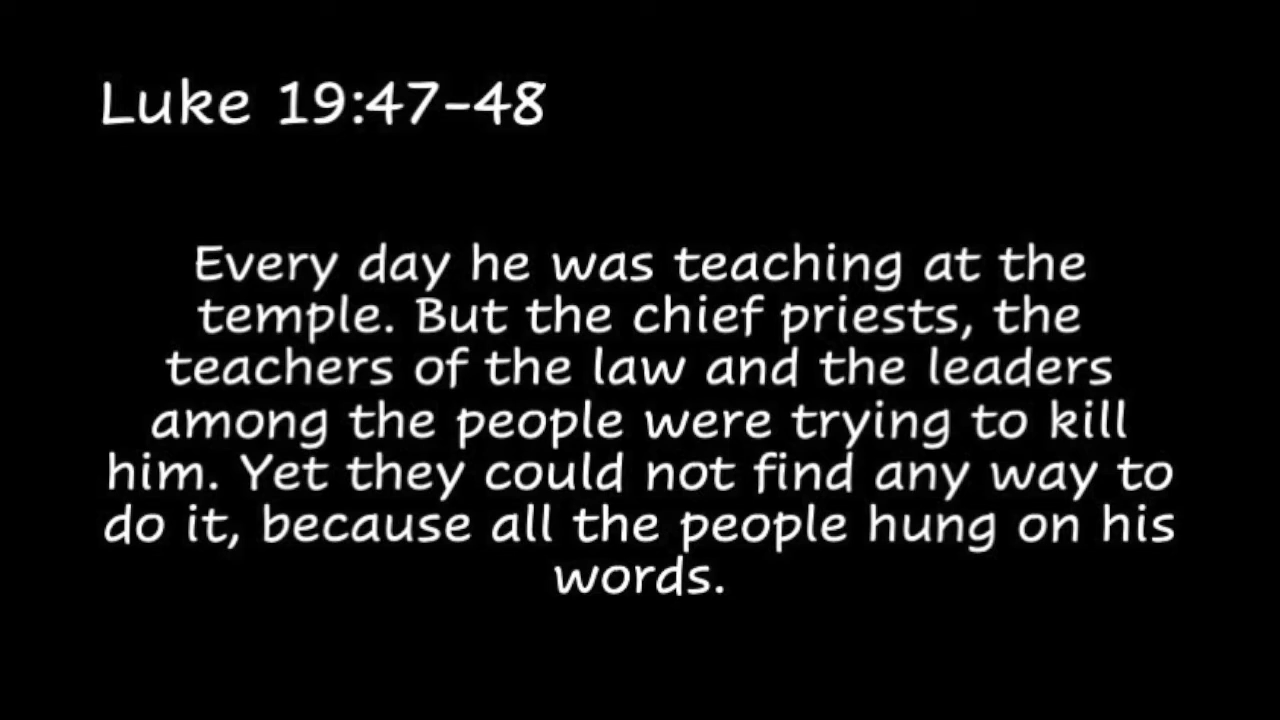 Luke 19:47-48
Every day he was teaching at the
temple. But the chief priests, the
teachers of the law and the leaders
among the people were trying to kill
him. Yet they could not find any way to
do it, because all the people hung on his
words.